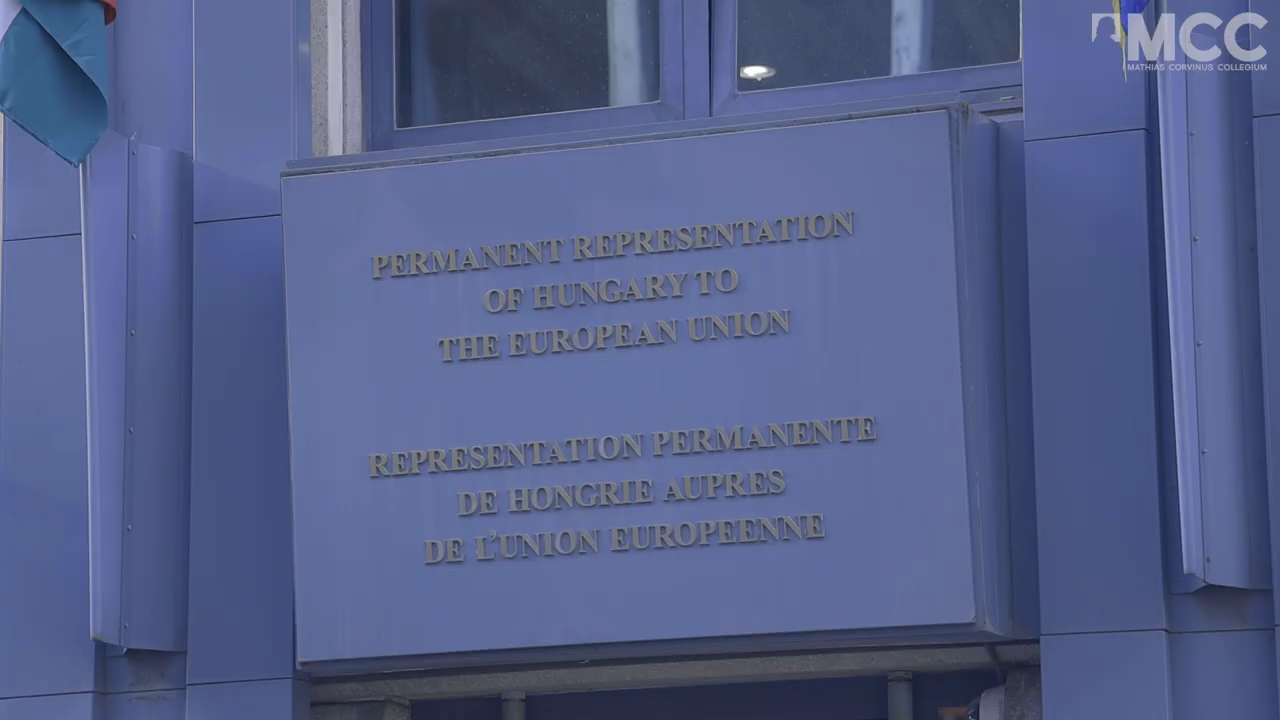 MCC
MATHIAS CORVINUS COLLEGIUM
PERMANENT REPRESENTATION
OF HUNGARY TO
THE EUROPEAN UNION
REPRESENTATION PERMANENTE
DE HONGRIE AUPRES
DE L'UNION EUROPEENNE